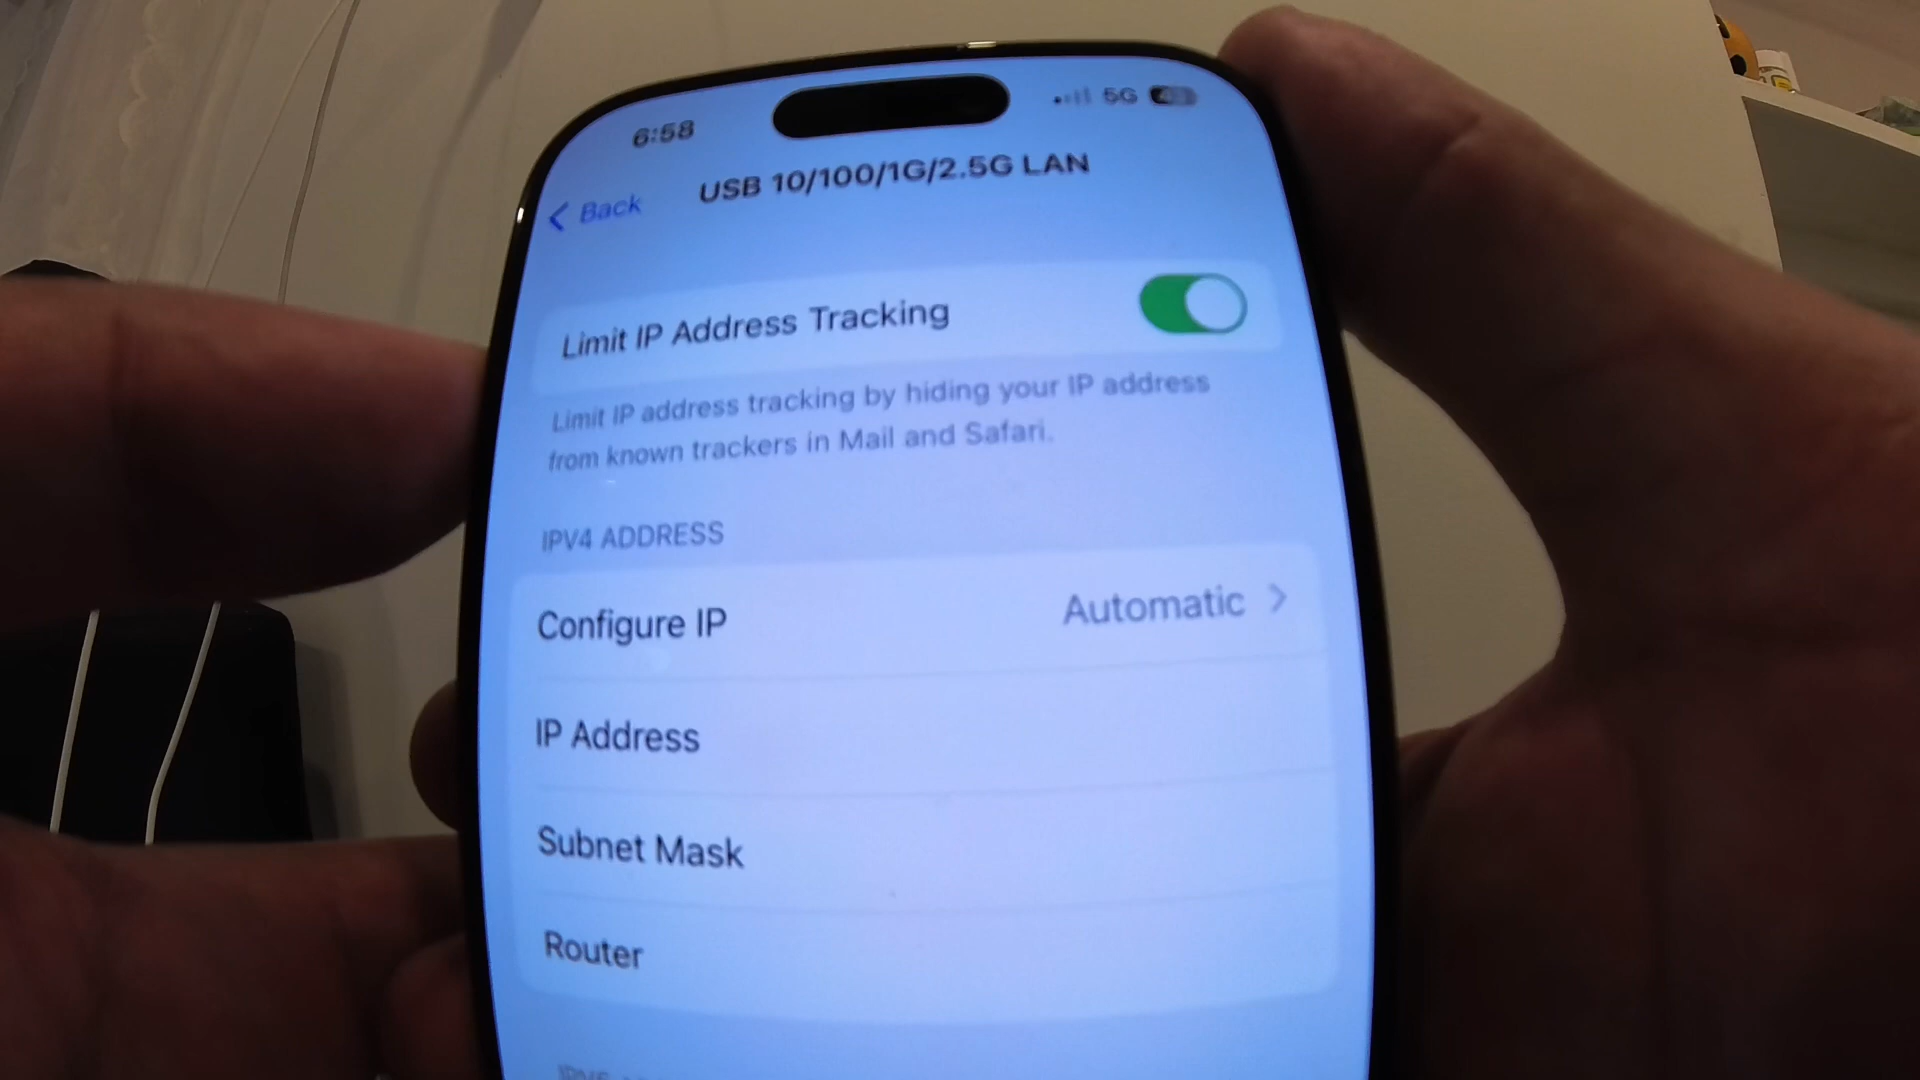 6:58
5G
Back
USB 10/100/1G/2.5G LAN
Limit IP Address Tracking
Limit IP address tracking by hiding your IP address
from known trackers in Mail and Safari.
IPV4 ADDRESS
Configure IP
Automatic
IP Address
Subnet Mask
Router